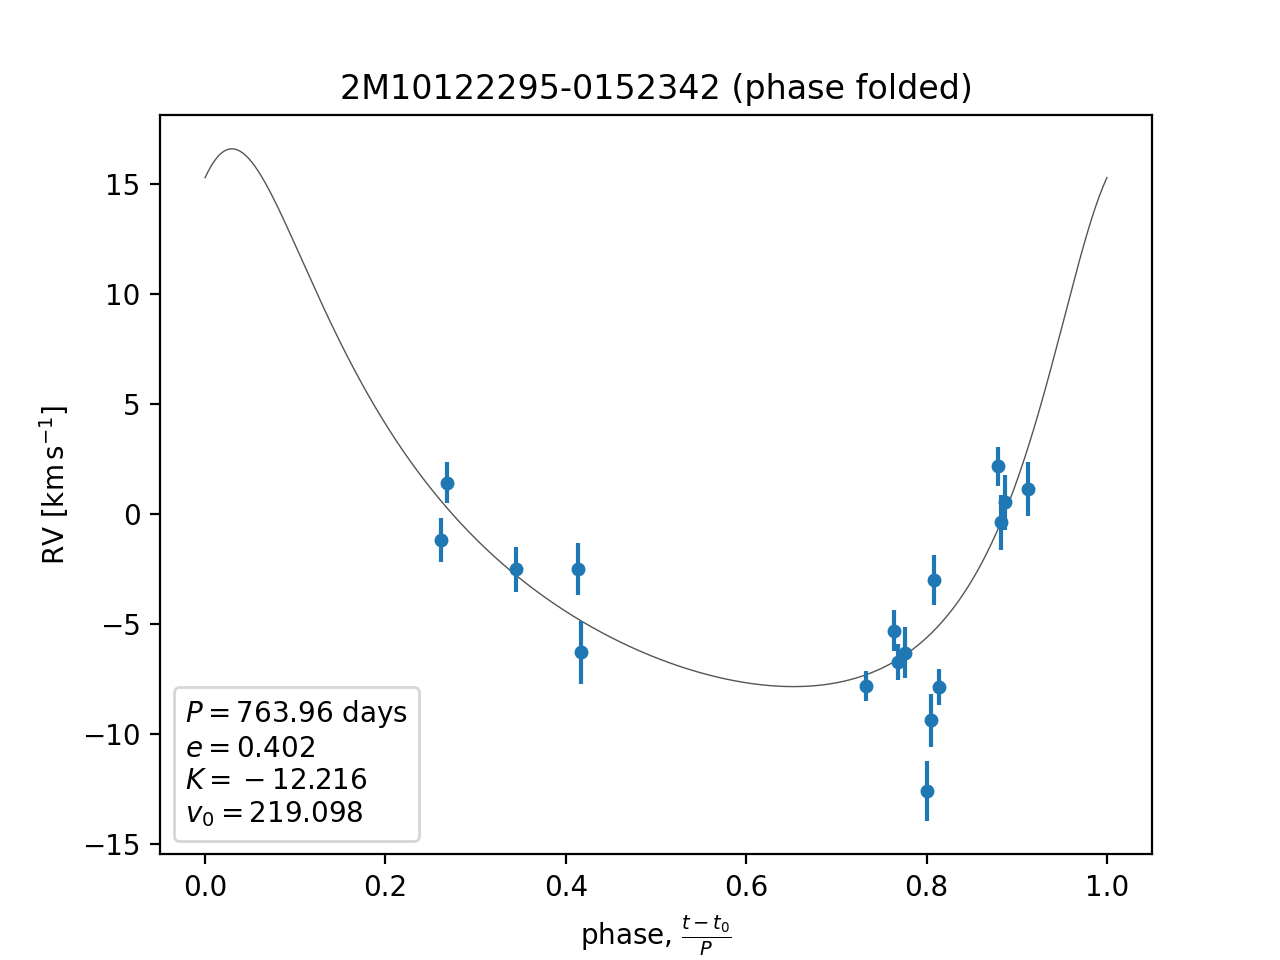 2M10122295-0152342 (phase folded)
RV [km s⁻¹]
15
10
5
0
−5
−10
−15
P = 763.96 days
e = 0.402
K = −12.216
v₀ = 219.098
0.0 0.2 0.4 0.6 0.8 1.0
phase, (t − t₀)/P